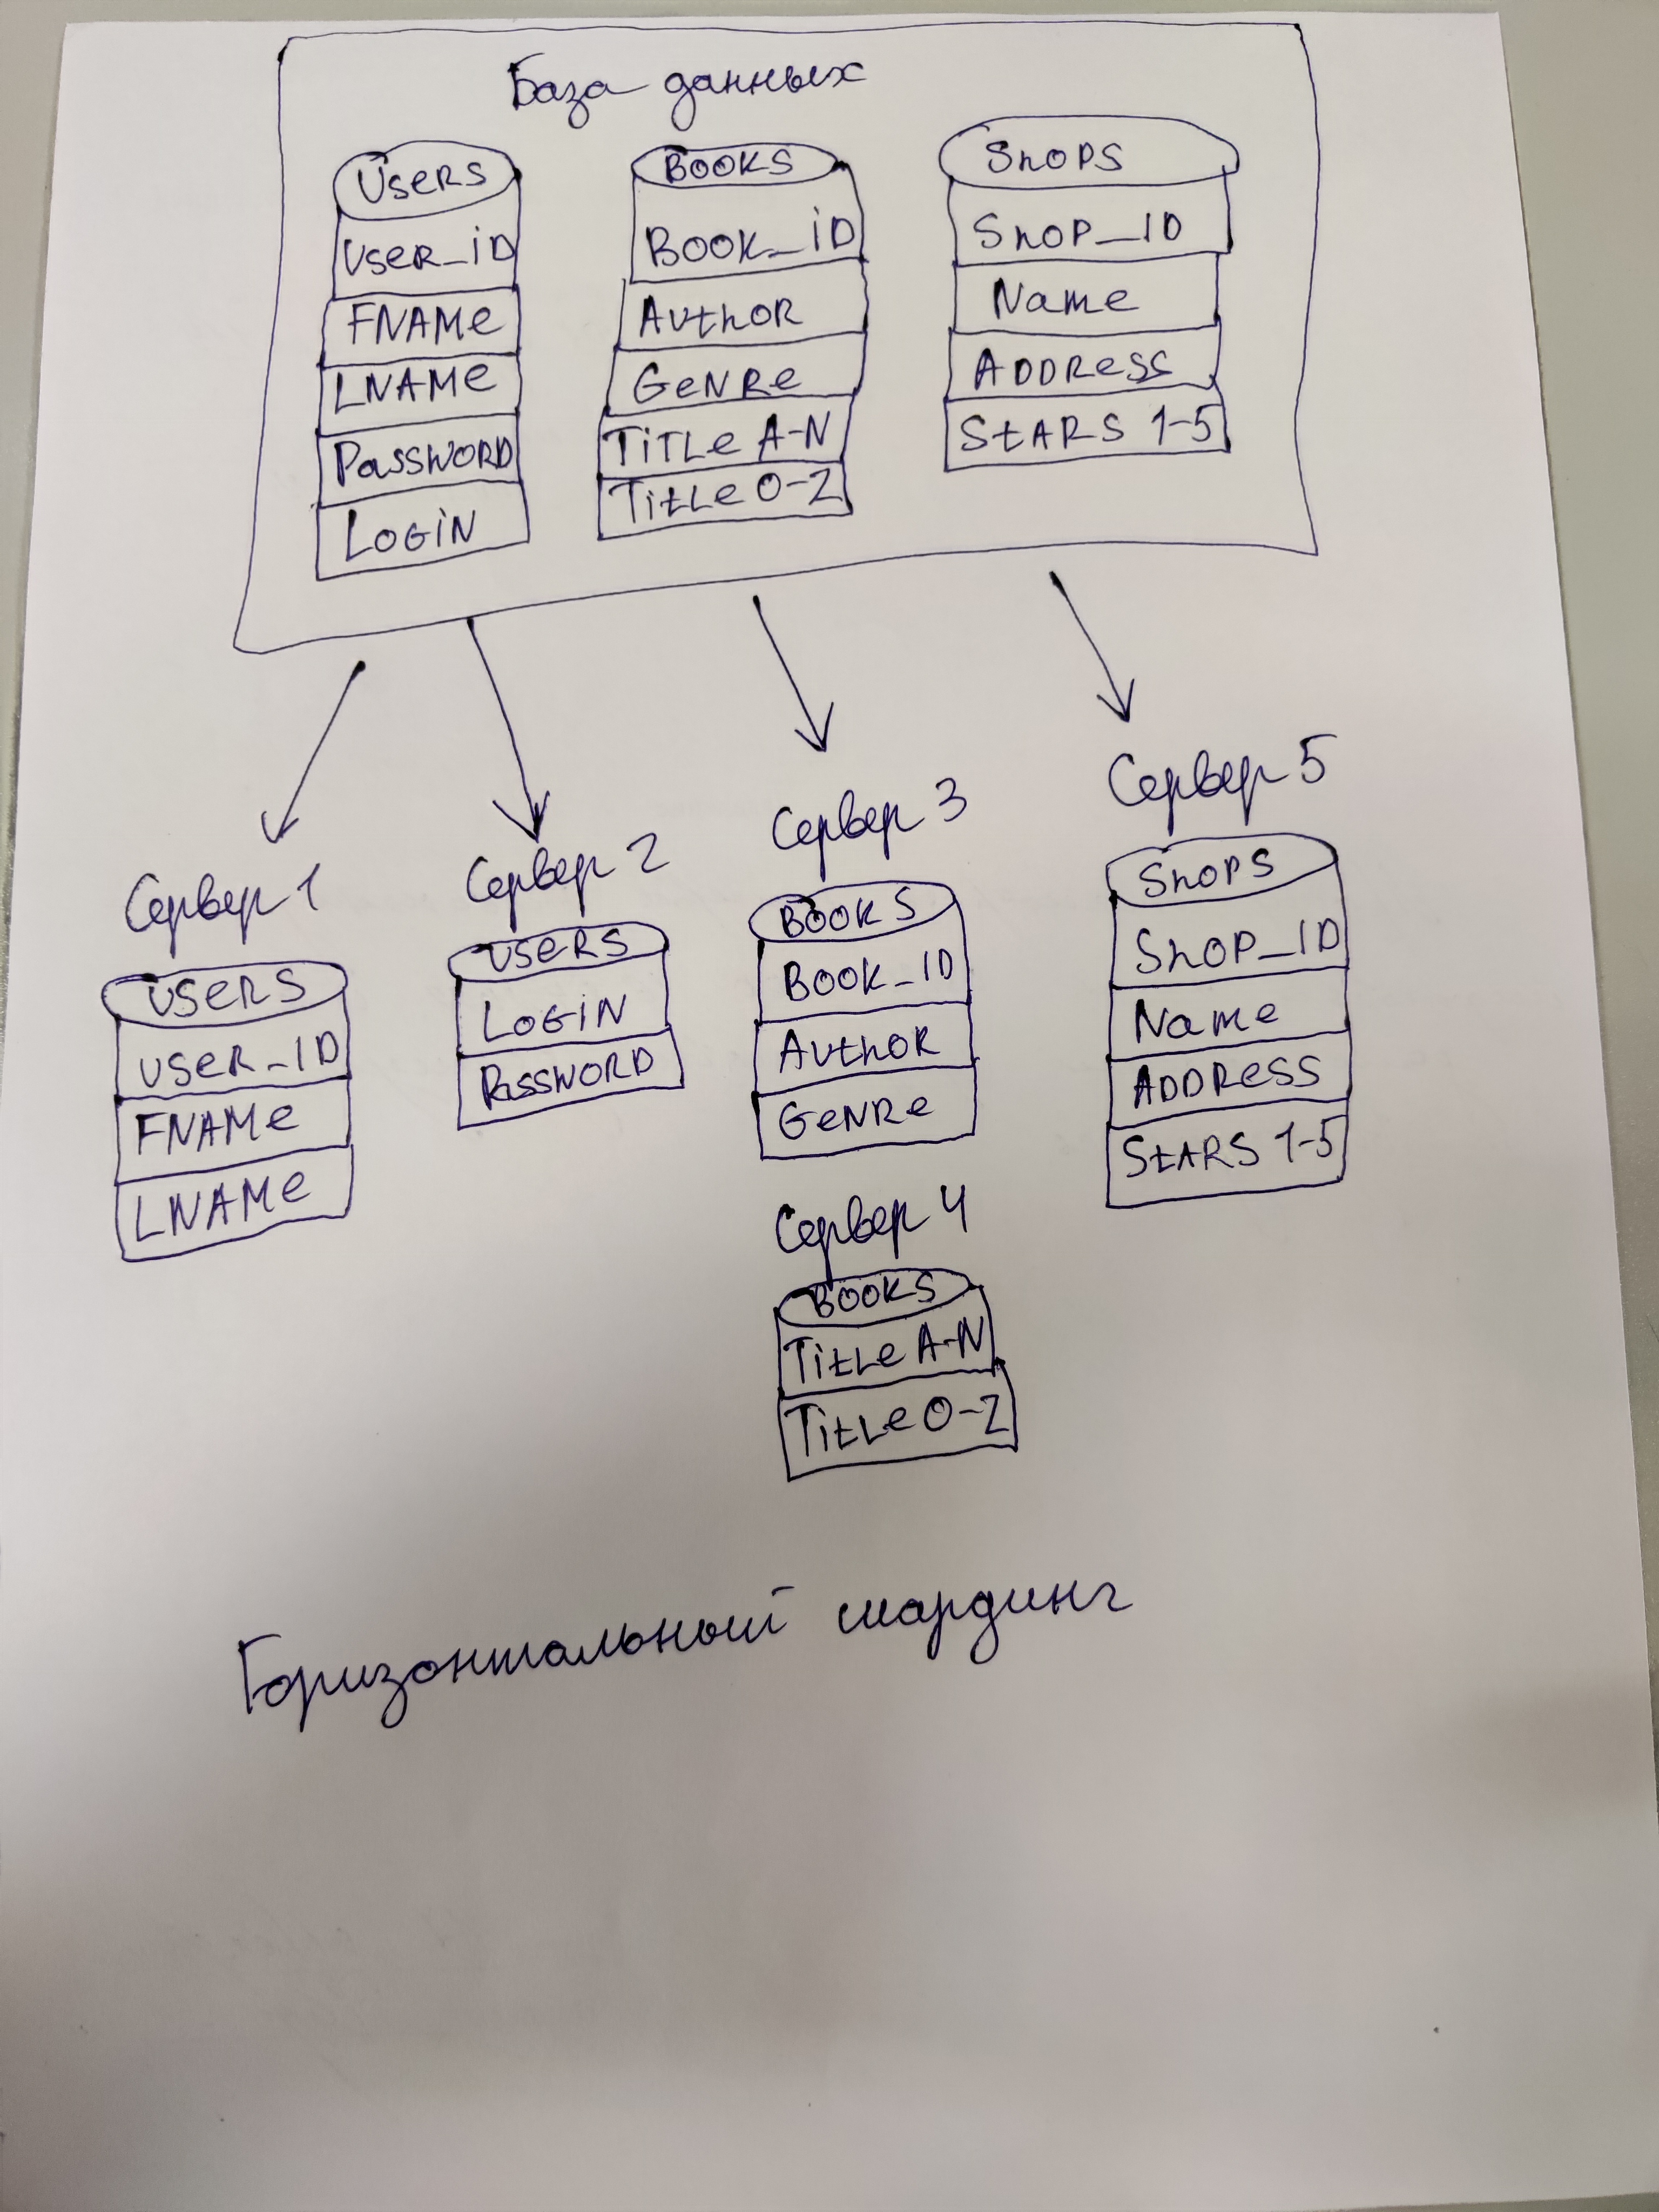 База данных
Users
User_iD
FNAMe
LNAMe
Password
Login
Books
Book_iD
Author
Genre
Title A-N
Title O-Z
Shops
Shop_ID
Name
Address
Stars 1-5
Сервер 1
Users
User_ID
FNAMe
LNAMe
Сервер 2
Users
Login
Password
Сервер 3
Books
Book_ID
Author
Genre
Сервер 4
Books
Title A-N
Title O-Z
Сервер 5
Shops
Shop_ID
Name
Address
Stars 1-5
Горизонтальный шардинг